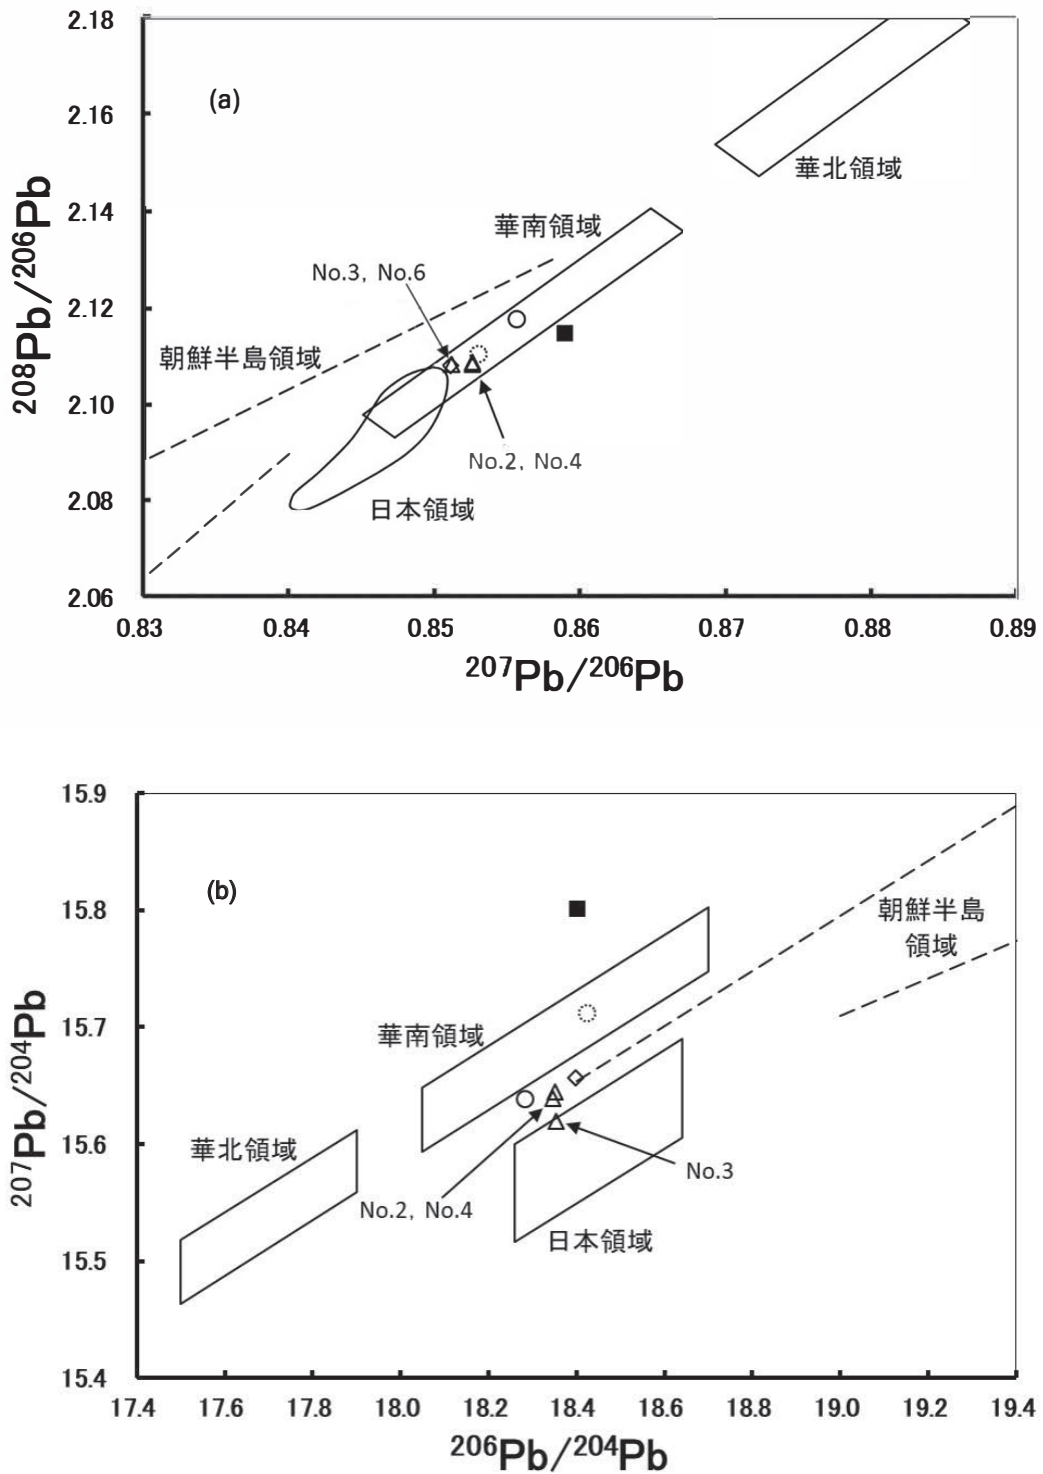 2.18
(a)
2.16
華北領域
2.14
華南領域
No.3, No.6
2.12
朝鮮半島領域
2.10
No.2, No.4
2.08
日本領域
2.06
²⁰⁸Pb/²⁰⁶Pb
0.83 0.84 0.85 0.86 0.87 0.88 0.89
²⁰⁷Pb/²⁰⁶Pb
15.9
(b)
15.8
朝鮮半島
領域
15.7
華南領域
15.6
華北領域
No.3
No.2, No.4
日本領域
15.5
15.4
²⁰⁷Pb/²⁰⁴Pb
17.4 17.6 17.8 18.0 18.2 18.4 18.6 18.8 19.0 19.2 19.4
²⁰⁶Pb/²⁰⁴Pb